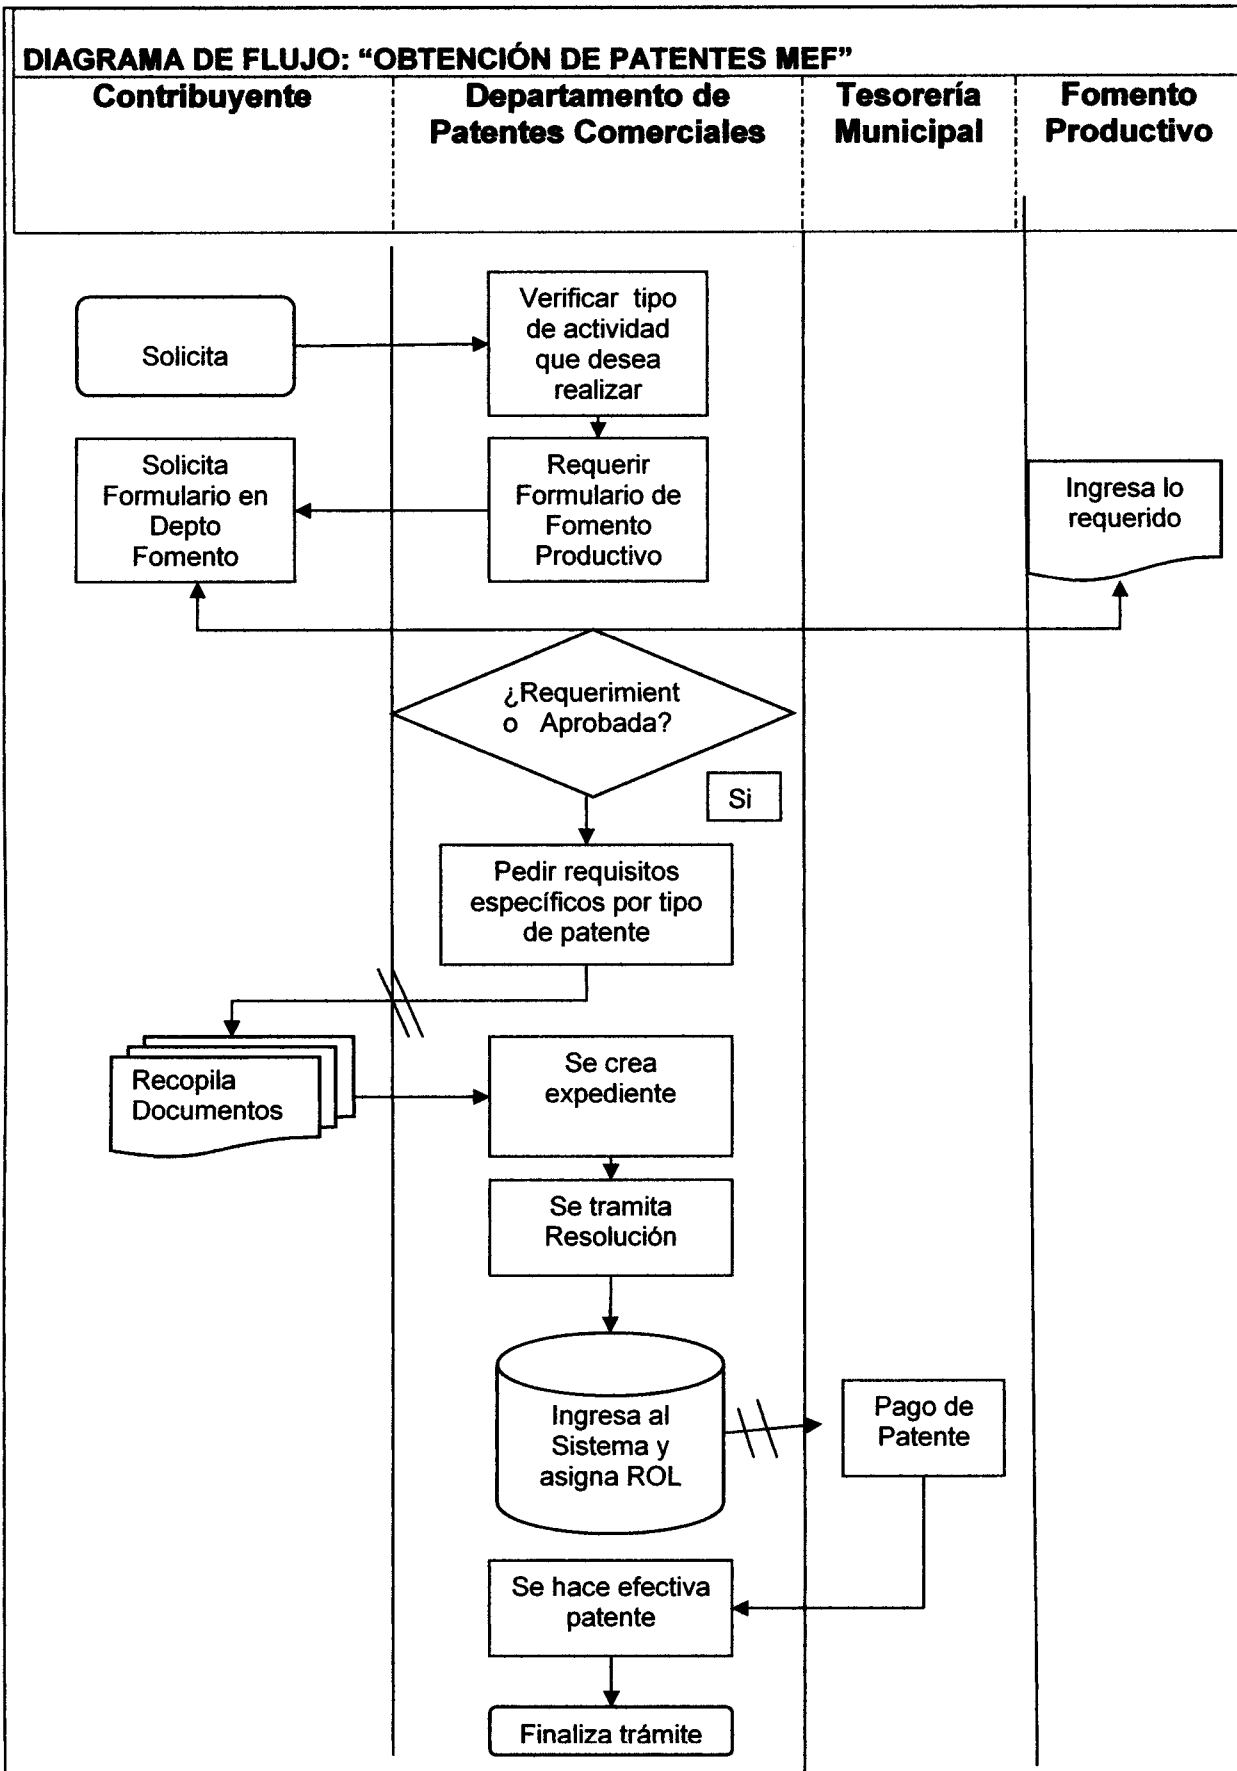 DIAGRAMA DE FLUJO: “OBTENCIÓN DE PATENTES MEF”
Contribuyente
Departamento de
Patentes Comerciales
Tesorería
Municipal
Fomento
Productivo
Solicita
Verificar tipo
de actividad
que desea
realizar
Solicita
Formulario en
Depto
Fomento
Requerir
Formulario de
Fomento
Productivo
Ingresa lo
requerido
¿Requerimient
o Aprobada?
Si
Pedir requisitos
específicos por tipo
de patente
Recopila
Documentos
Se crea
expediente
Se tramita
Resolución
Ingresa al
Sistema y
asigna ROL
Pago de
Patente
Se hace efectiva
patente
Finaliza trámite